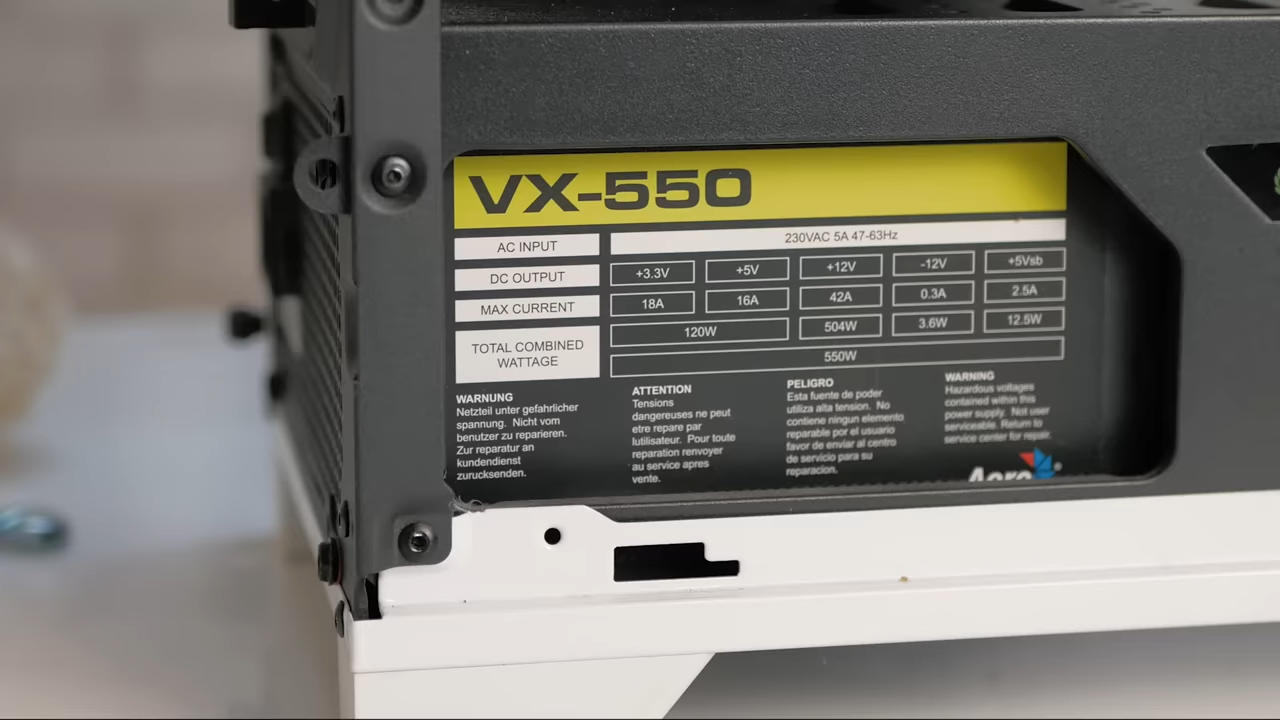 VX-550
AC INPUT 230VAC 5A 47-63Hz
DC OUTPUT +3.3V +5V +12V -12V +5Vsb
MAX CURRENT 18A 16A 42A 0.3A 2.5A
TOTAL COMBINED WATTAGE 120W 504W 3.6W 12.5W
550W
WARNUNG
Netzteil unter gefahrlicher
spannung. Nicht vom
benutzer zu reparieren.
Zur reparatur an
kundendienst
zurucksenden.
ATTENTION
Tensions
dangereuses ne peut
etre repare par
lutilisateur. Pour toute
reparation renvoyer
au service apres
vente.
PELIGRO
Esta fuente de poder
utiliza alta tension. No
contiene ningun elemento
reparable por el usuario
favor de enviar al centro
de servicio para su
reparacion.
WARNING
Hazardous voltages
contained within this
power supply. Not user
serviceable. Return to
service center for repair.
Aero